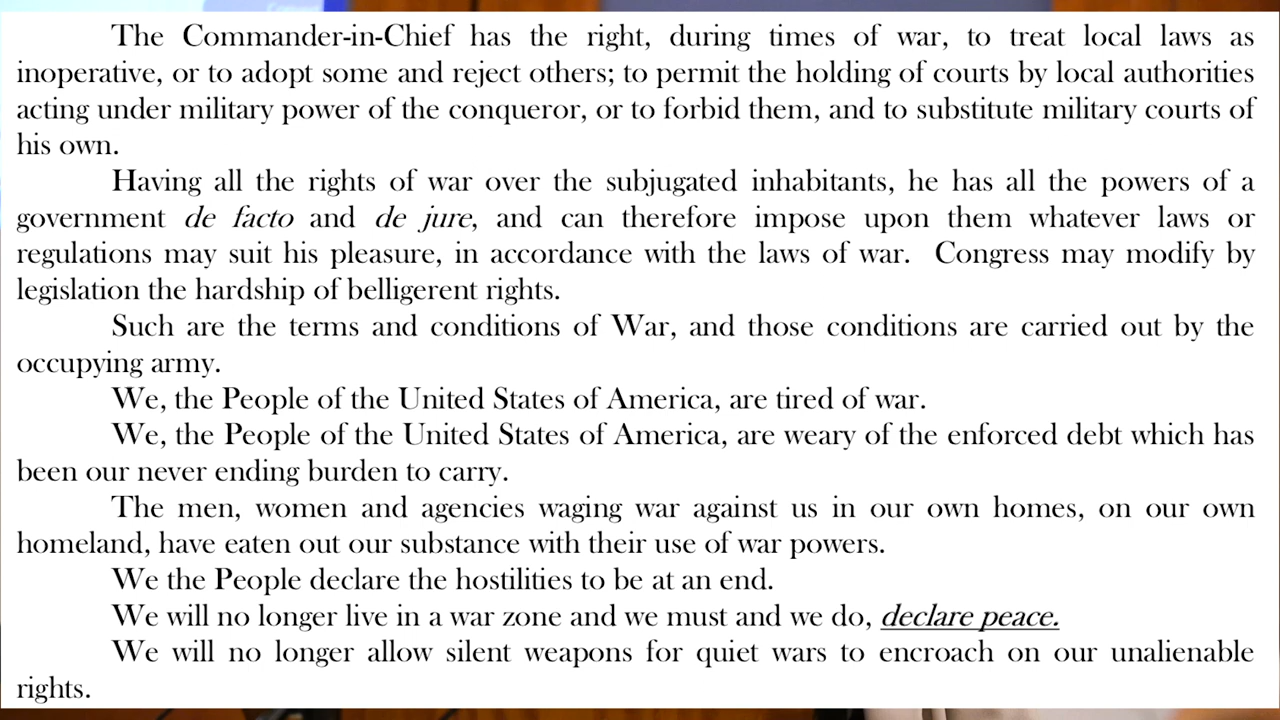 The Commander-in-Chief has the right, during times of war, to treat local laws as
inoperative, or to adopt some and reject others; to permit the holding of courts by local authorities
acting under military power of the conqueror, or to forbid them, and to substitute military courts of
his own.
Having all the rights of war over the subjugated inhabitants, he has all the powers of a
government de facto and de jure, and can therefore impose upon them whatever laws or
regulations may suit his pleasure, in accordance with the laws of war. Congress may modify by
legislation the hardship of belligerent rights.
Such are the terms and conditions of War, and those conditions are carried out by the
occupying army.
We, the People of the United States of America, are tired of war.
We, the People of the United States of America, are weary of the enforced debt which has
been our never ending burden to carry.
The men, women and agencies waging war against us in our own homes, on our own
homeland, have eaten out our substance with their use of war powers.
We the People declare the hostilities to be at an end.
We will no longer live in a war zone and we must and we do, declare peace.
We will no longer allow silent weapons for quiet wars to encroach on our unalienable
rights.